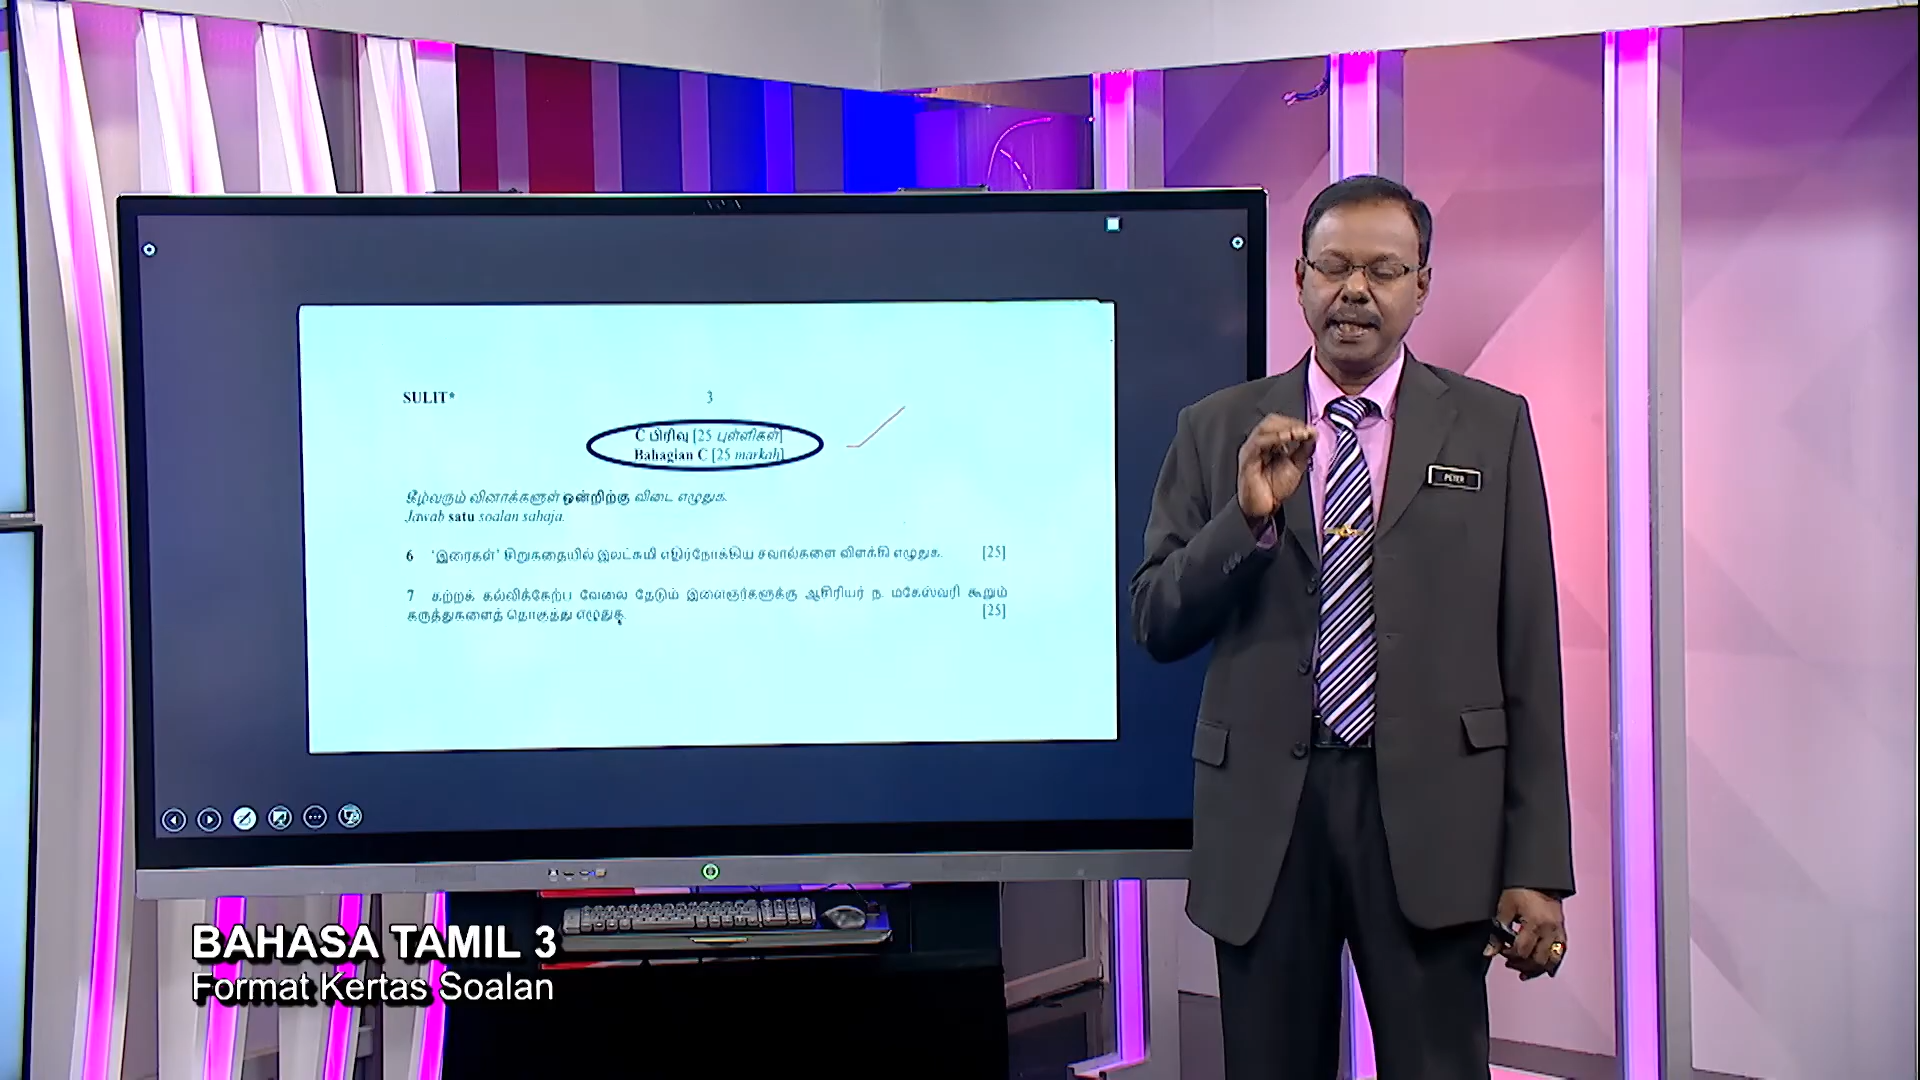 SULIT*
3
C பிரிவு [25 புள்ளிகள்]
Bahagian C [25 markah]
கீழ்வரும் வினாக்களுள் ஒன்றிற்கு விடை எழுதுக.
Jawab satu soalan sahaja.
6 'இரைகள்' சிறுகதையில் இலட்சுமி எதிர்நோக்கிய சவால்களை விளக்கி எழுதுக. [25]
7 கற்றக் கல்விக்கேற்ப வேலை தேடும் இளைஞர்களுக்கு ஆசிரியர் ந. மகேஸ்வரி கூறும்
கருத்துகளைத் தொகுத்து எழுதுக. [25]
PETER
BAHASA TAMIL 3
Format Kertas Soalan